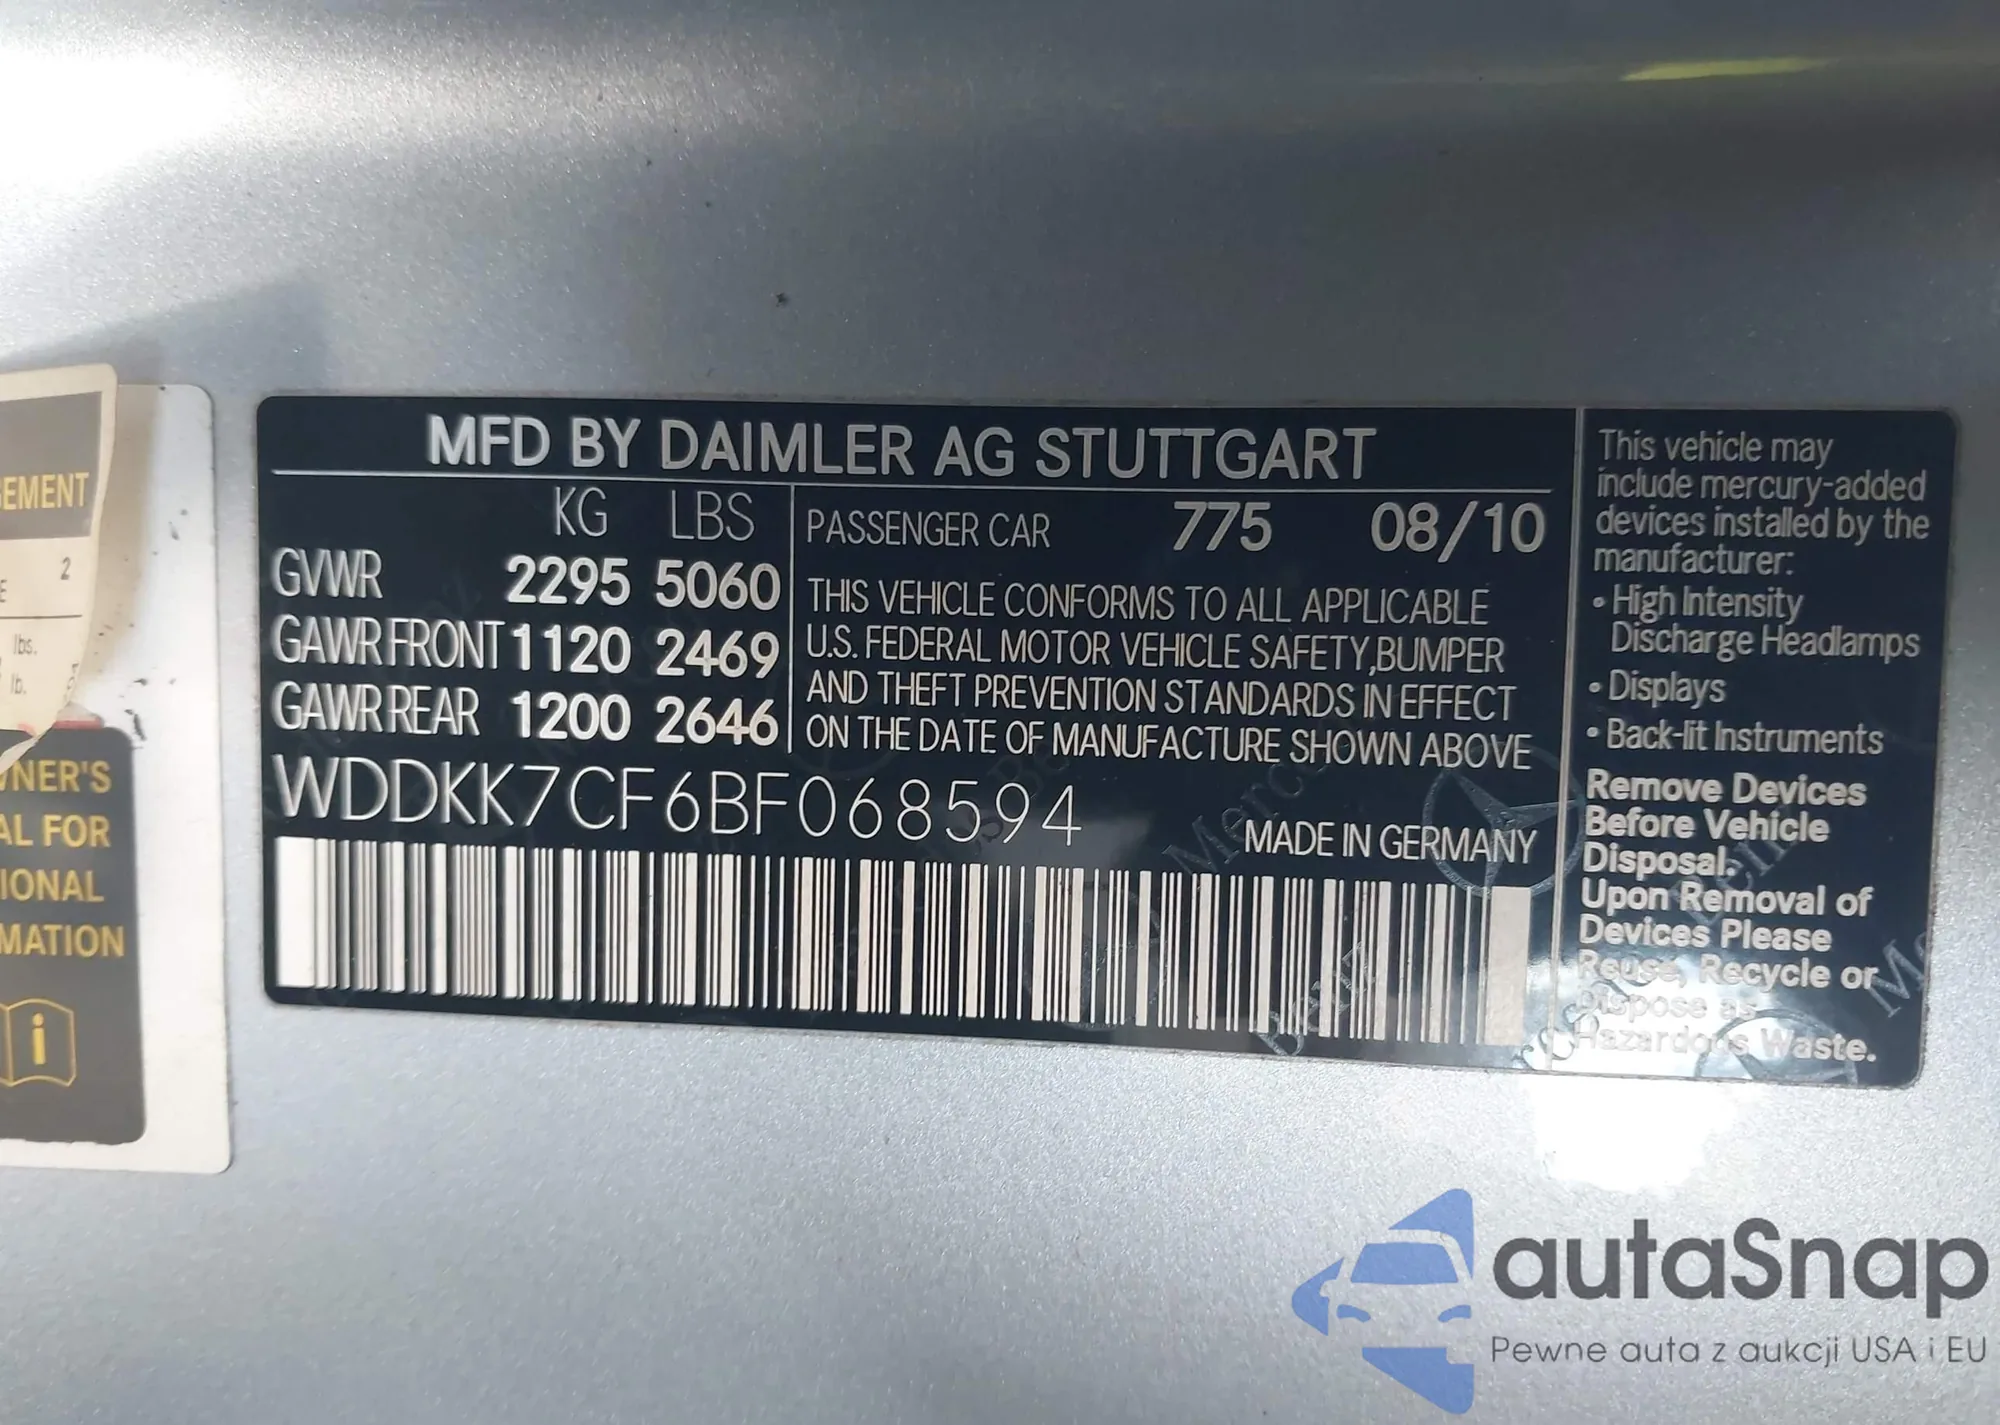 MFD BY DAIMLER AG STUTTGART
KG LBS
GVWR 2295 5060
GAWR FRONT 1120 2469
GAWR REAR 1200 2646
PASSENGER CAR 775 08/10
THIS VEHICLE CONFORMS TO ALL APPLICABLE
U.S. FEDERAL MOTOR VEHICLE SAFETY,BUMPER
AND THEFT PREVENTION STANDARDS IN EFFECT
ON THE DATE OF MANUFACTURE SHOWN ABOVE
WDDKK7CF6BF068594
MADE IN GERMANY
This vehicle may
include mercury-added
devices installed by the
manufacturer:
• High Intensity
Discharge Headlamps
• Displays
• Back-lit Instruments
Remove Devices
Before Vehicle
Disposal.
Upon Removal of
Devices Please
Reuse, Recycle or
Dispose as
Hazardous Waste.
EMENT
2
lbs.
lb.
WNER'S
AL FOR
IONAL
MATION
i
autaSnap
Pewne auta z aukcji USA i EU